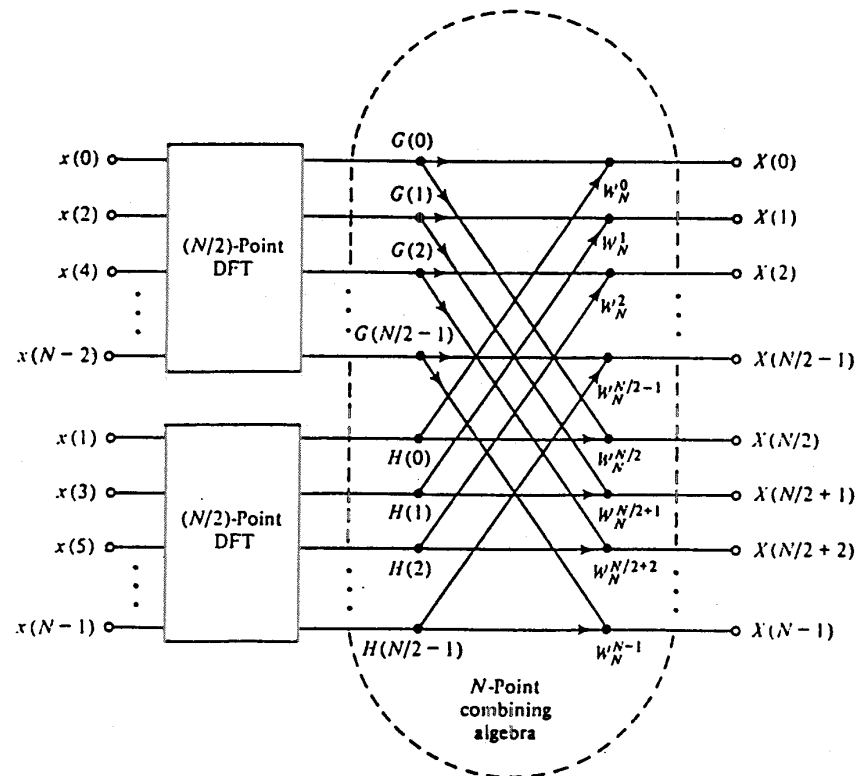 G(0)
x(0) X(0)
W_N^0
G(1)
x(2) X(1)
W_N^1
(N/2)-Point
DFT
G(2)
x(4) X(2)
W_N^2
G(N/2−1)
x(N−2) X(N/2−1)
W_N^{N/2−1}
x(1) X(N/2)
H(0) W_N^{N/2}
x(3) X(N/2+1)
H(1) W_N^{N/2+1}
(N/2)-Point
DFT
x(5) X(N/2+2)
H(2) W_N^{N/2+2}
x(N−1) X(N−1)
H(N/2−1) W_N^{N−1}
N-Point
combining
algebra